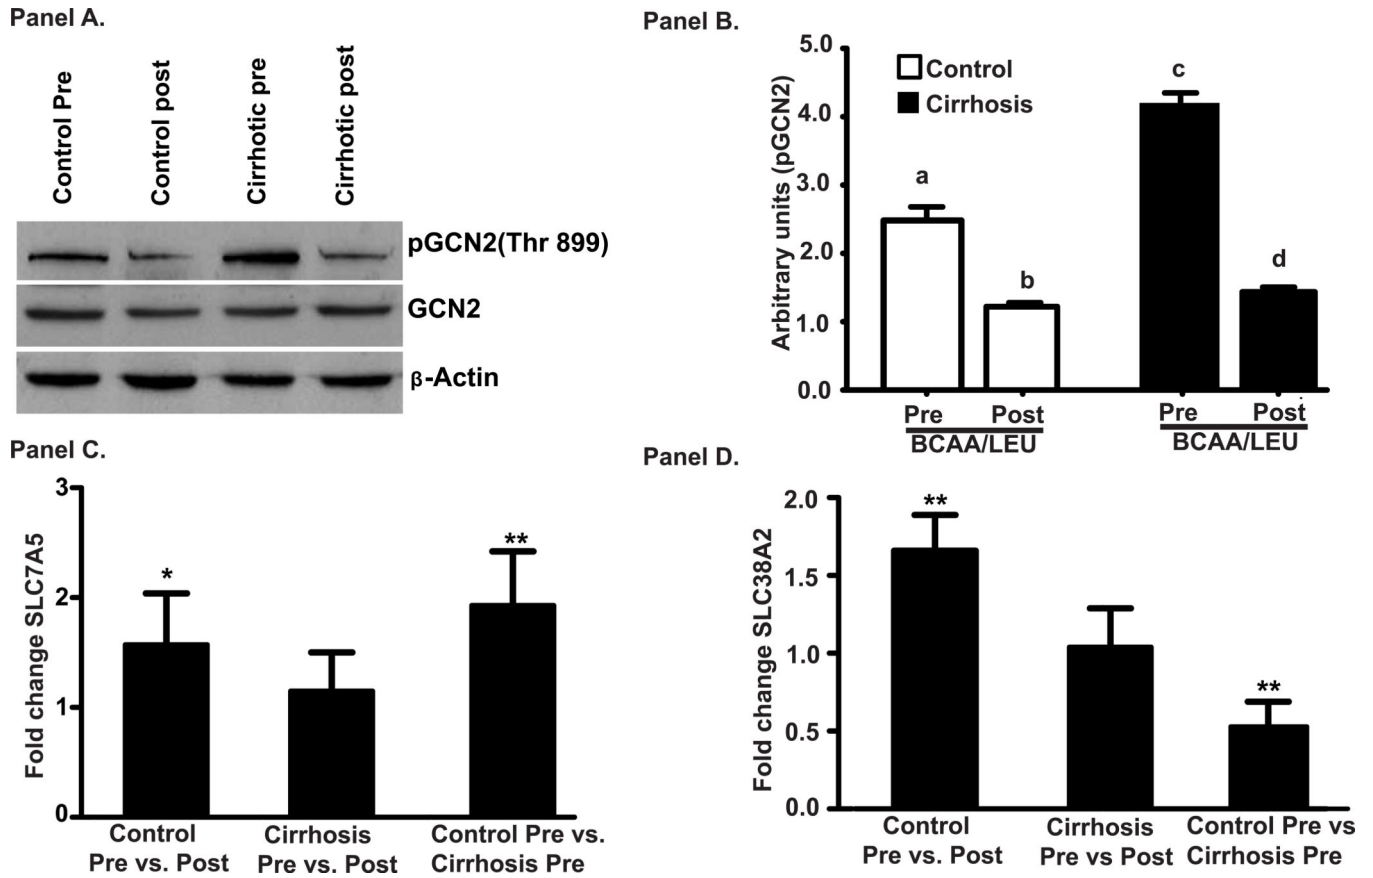 Panel A.
Control Pre
Control post
Cirrhotic pre
Cirrhotic post
pGCN2(Thr 899)
GCN2
β-Actin
Panel B.
Arbitrary units (pGCN2)
5.0
4.0
3.0
2.0
1.0
0.0
Control
Cirrhosis
a
b
c
d
Pre Post
BCAA/LEU
Pre Post
BCAA/LEU
Panel C.
Fold change SLC7A5
3
2
1
0
*
**
Control
Pre vs. Post
Cirrhosis
Pre vs. Post
Control Pre vs.
Cirrhosis Pre
Panel D.
Fold change SLC38A2
2.0
1.5
1.0
0.5
0.0
**
**
Control
Pre vs. Post
Cirrhosis
Pre vs Post
Control Pre vs
Cirrhosis Pre